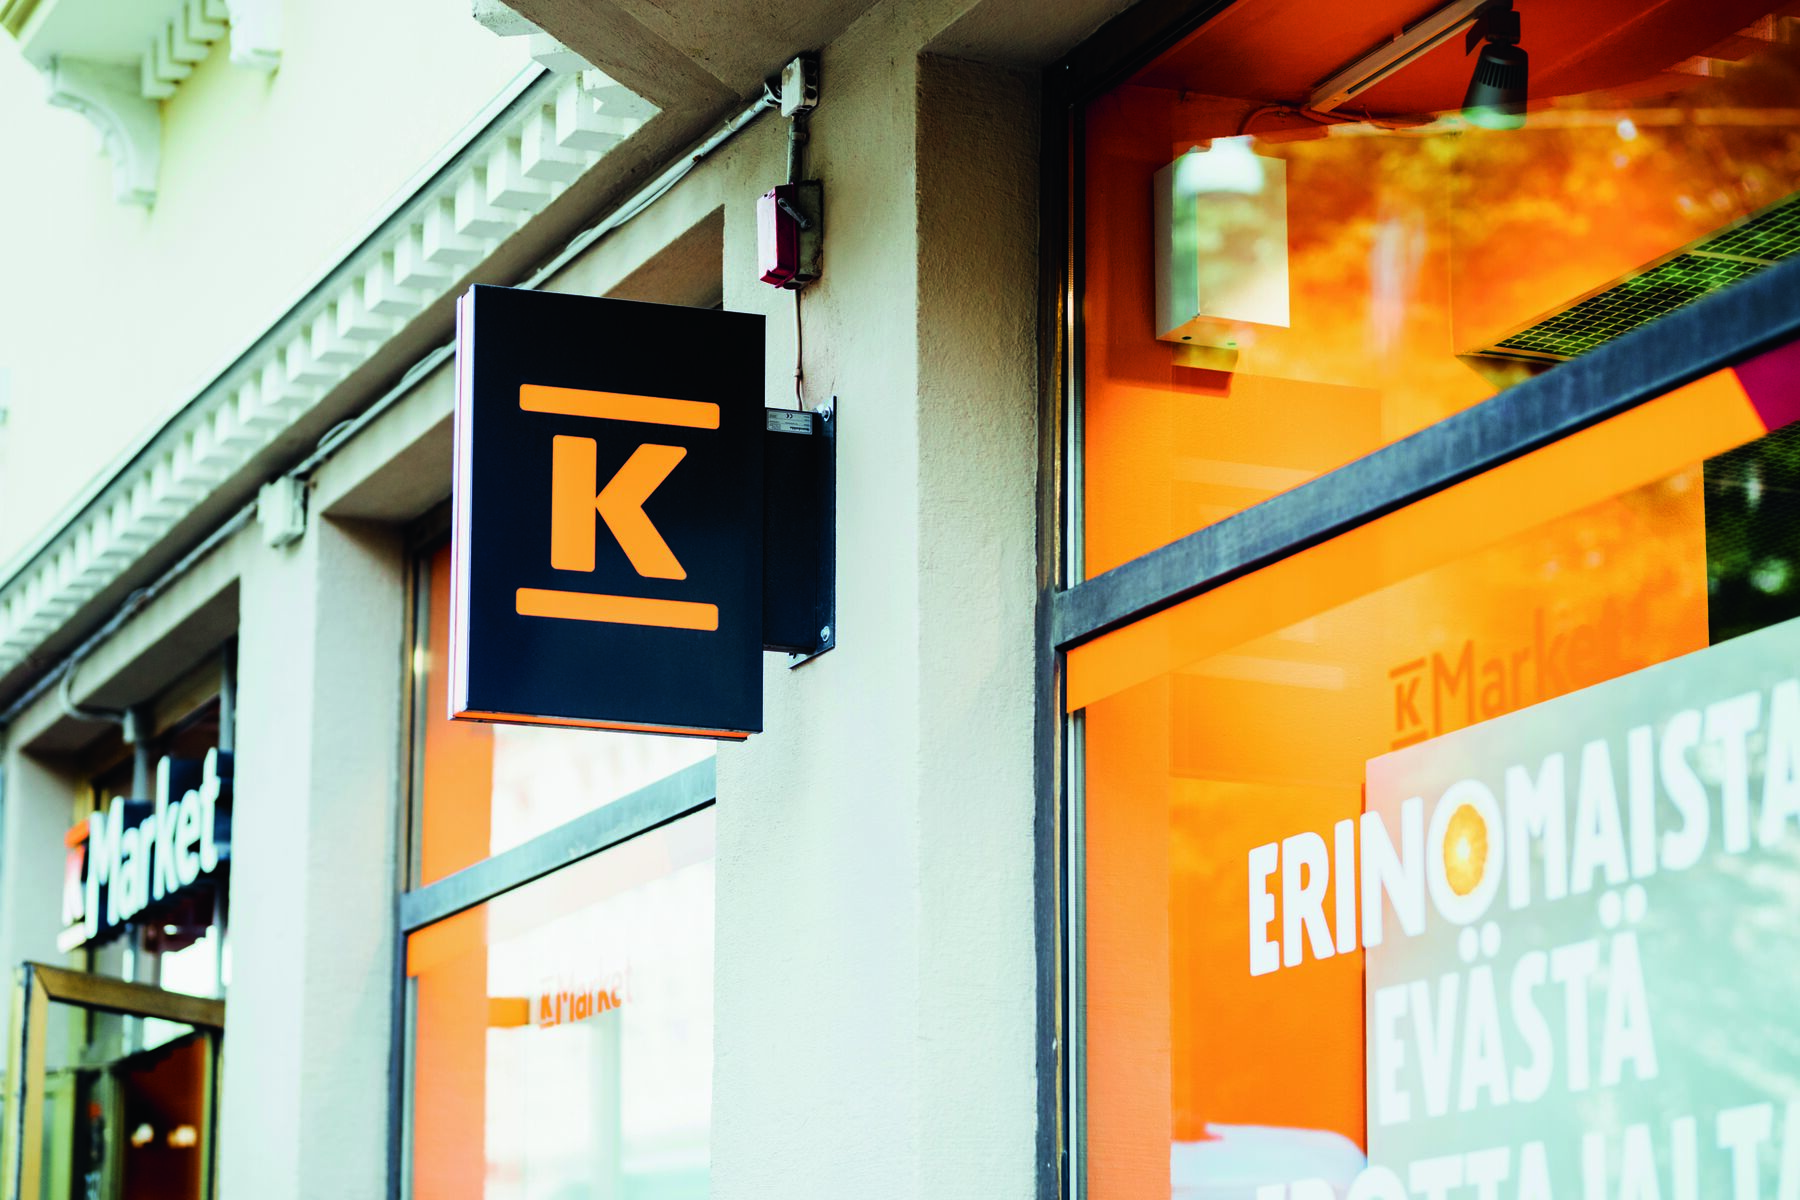 K
K Market
K Market
K Market
ERINOMAISTA
EVÄSTÄ